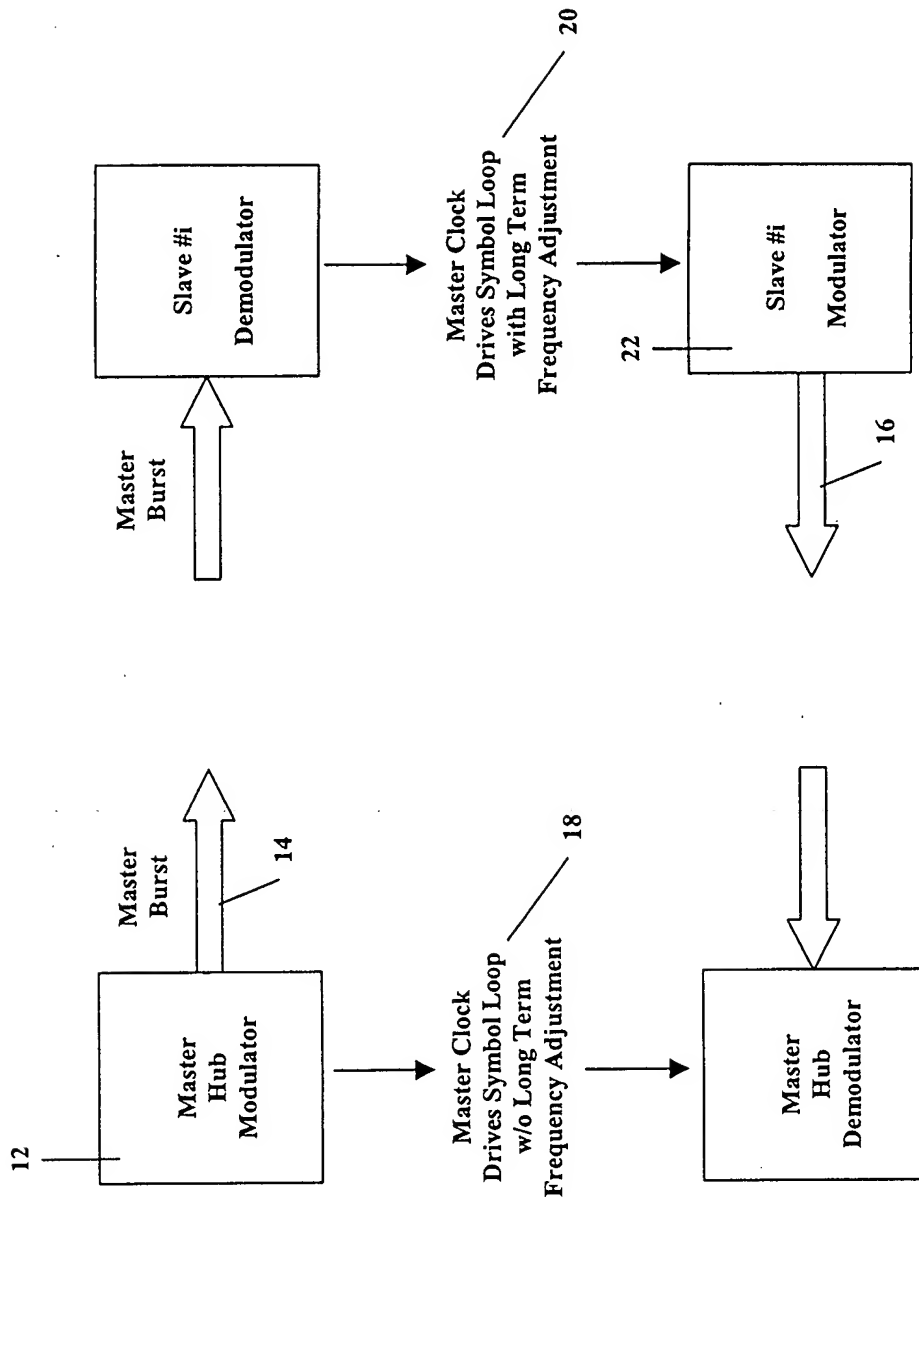 12
Master
Hub
Modulator
Master
Burst
14
Master Clock
Drives Symbol Loop
w/o Long Term
Frequency Adjustment
18
Master
Hub
Demodulator
Master
Burst
Slave #i
Demodulator
Master Clock
Drives Symbol Loop
with Long Term
Frequency Adjustment
20
22
Slave #i
Modulator
16